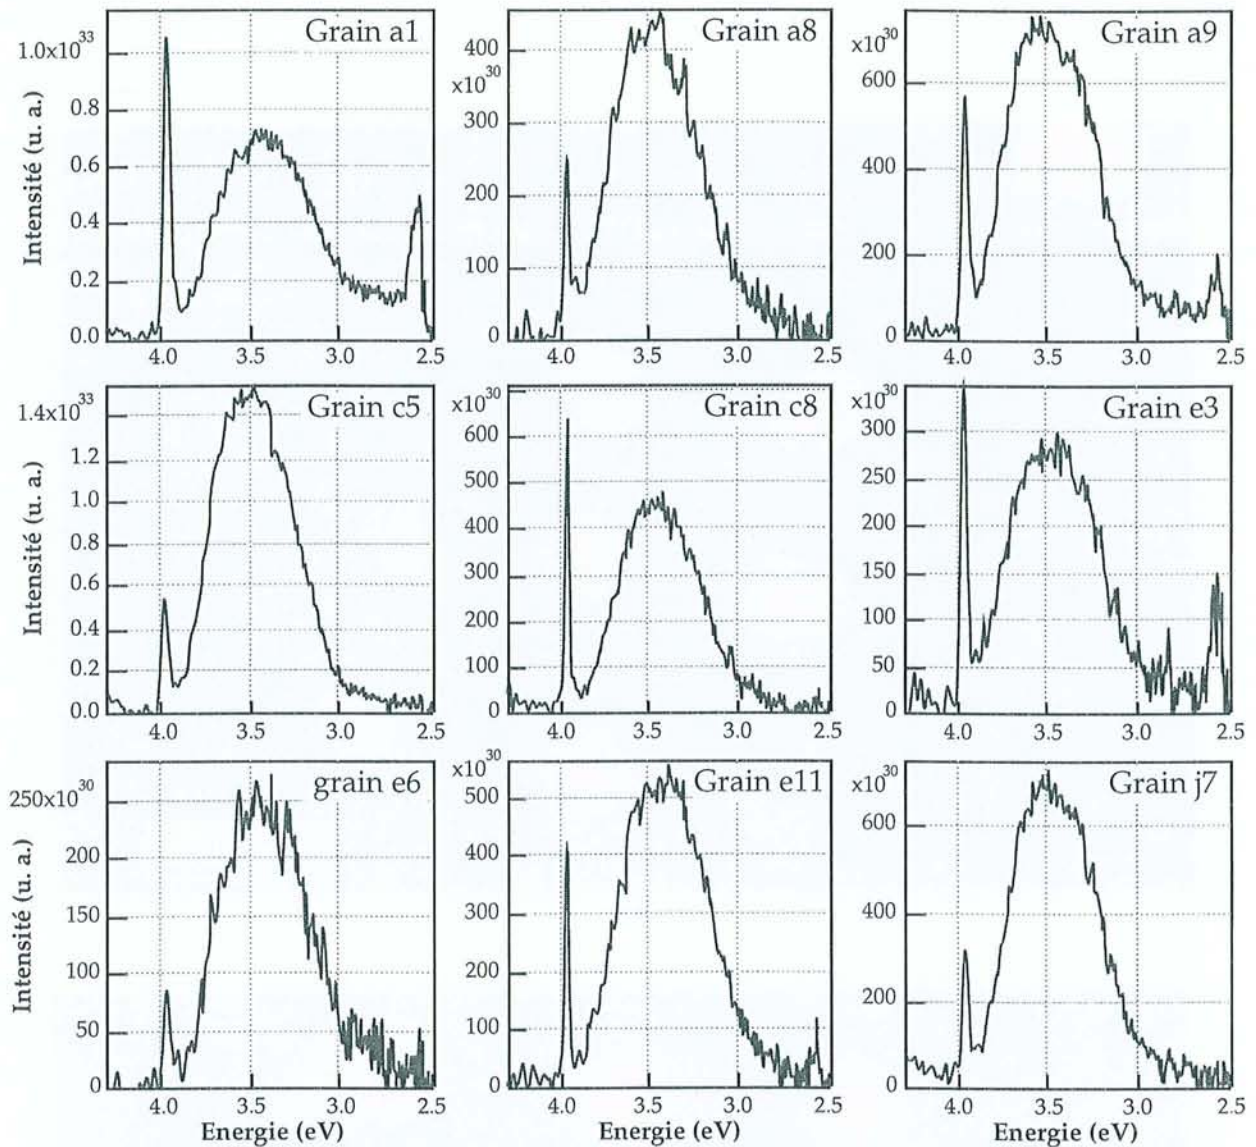 Grain a1
1.0x10^33
0.8
0.6
0.4
0.2
0.0
4.0 3.5 3.0 2.5
Intensité (u. a.)
Grain a8
400
x10^30
300
200
100
0
4.0 3.5 3.0 2.5
Grain a9
x10^30
600
400
200
0
4.0 3.5 3.0 2.5
Grain c5
1.4x10^33
1.2
1.0
0.8
0.6
0.4
0.2
0.0
4.0 3.5 3.0 2.5
Intensité (u. a.)
Grain c8
x10^30
600
500
400
300
200
100
0
4.0 3.5 3.0 2.5
Grain e3
x10^30
300
250
200
150
100
50
0
4.0 3.5 3.0 2.5
grain e6
250x10^30
200
150
100
50
0
4.0 3.5 3.0 2.5
Energie (eV)
Intensité (u. a.)
Grain e11
x10^30
500
400
300
200
100
0
4.0 3.5 3.0 2.5
Energie (eV)
Grain j7
x10^30
600
400
200
0
4.0 3.5 3.0 2.5
Energie (eV)